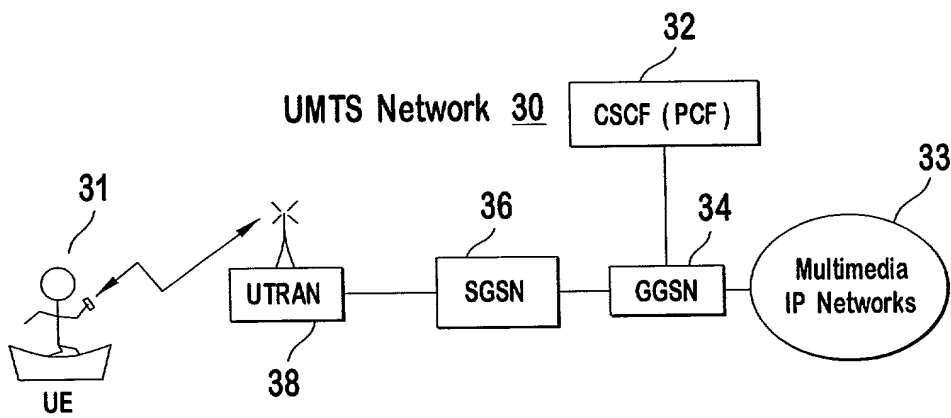 32
UMTS Network 30
CSCF (PCF)
33
31
36
34
UTRAN
SGSN
GGSN
Multimedia
IP Networks
38
UE